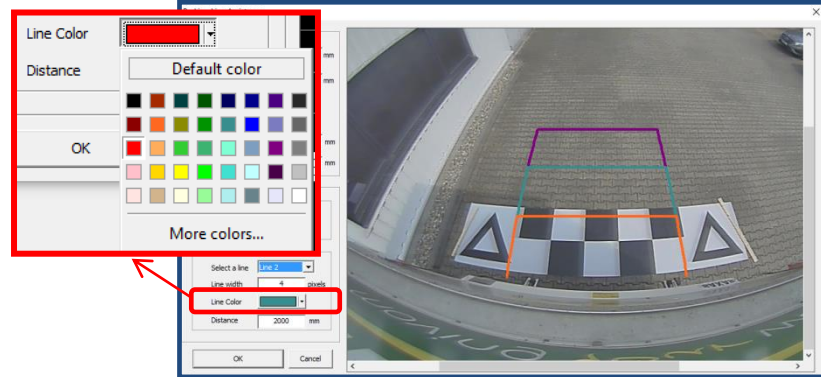 Line Color
Distance
Default color
OK
More colors...
mm
mm
mm
mm
Select a line
Line 2
Line width
4
pixels
Line Color
Distance
2000
mm
OK
Cancel